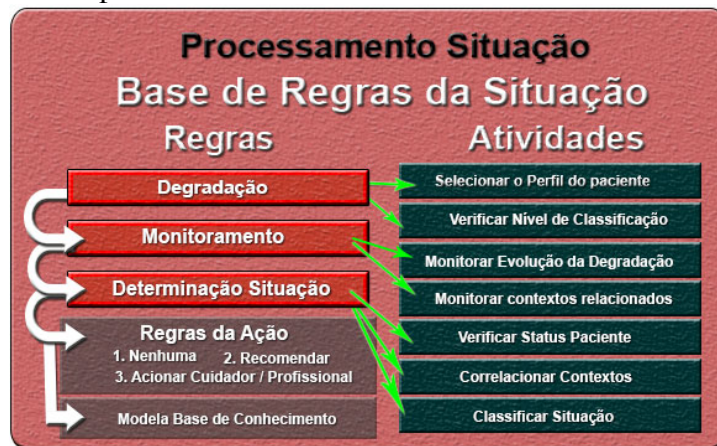 Processamento Situação
Base de Regras da Situação
Regras
Atividades
Degradação
Monitoramento
Determinação Situação
Regras da Ação
1. Nenhuma 2. Recomendar
3. Acionar Cuidador / Profissional
Modela Base de Conhecimento
Selecionar o Perfil do paciente
Verificar Nível de Classificação
Monitorar Evolução da Degradação
Monitorar contextos relacionados
Verificar Status Paciente
Correlacionar Contextos
Classificar Situação